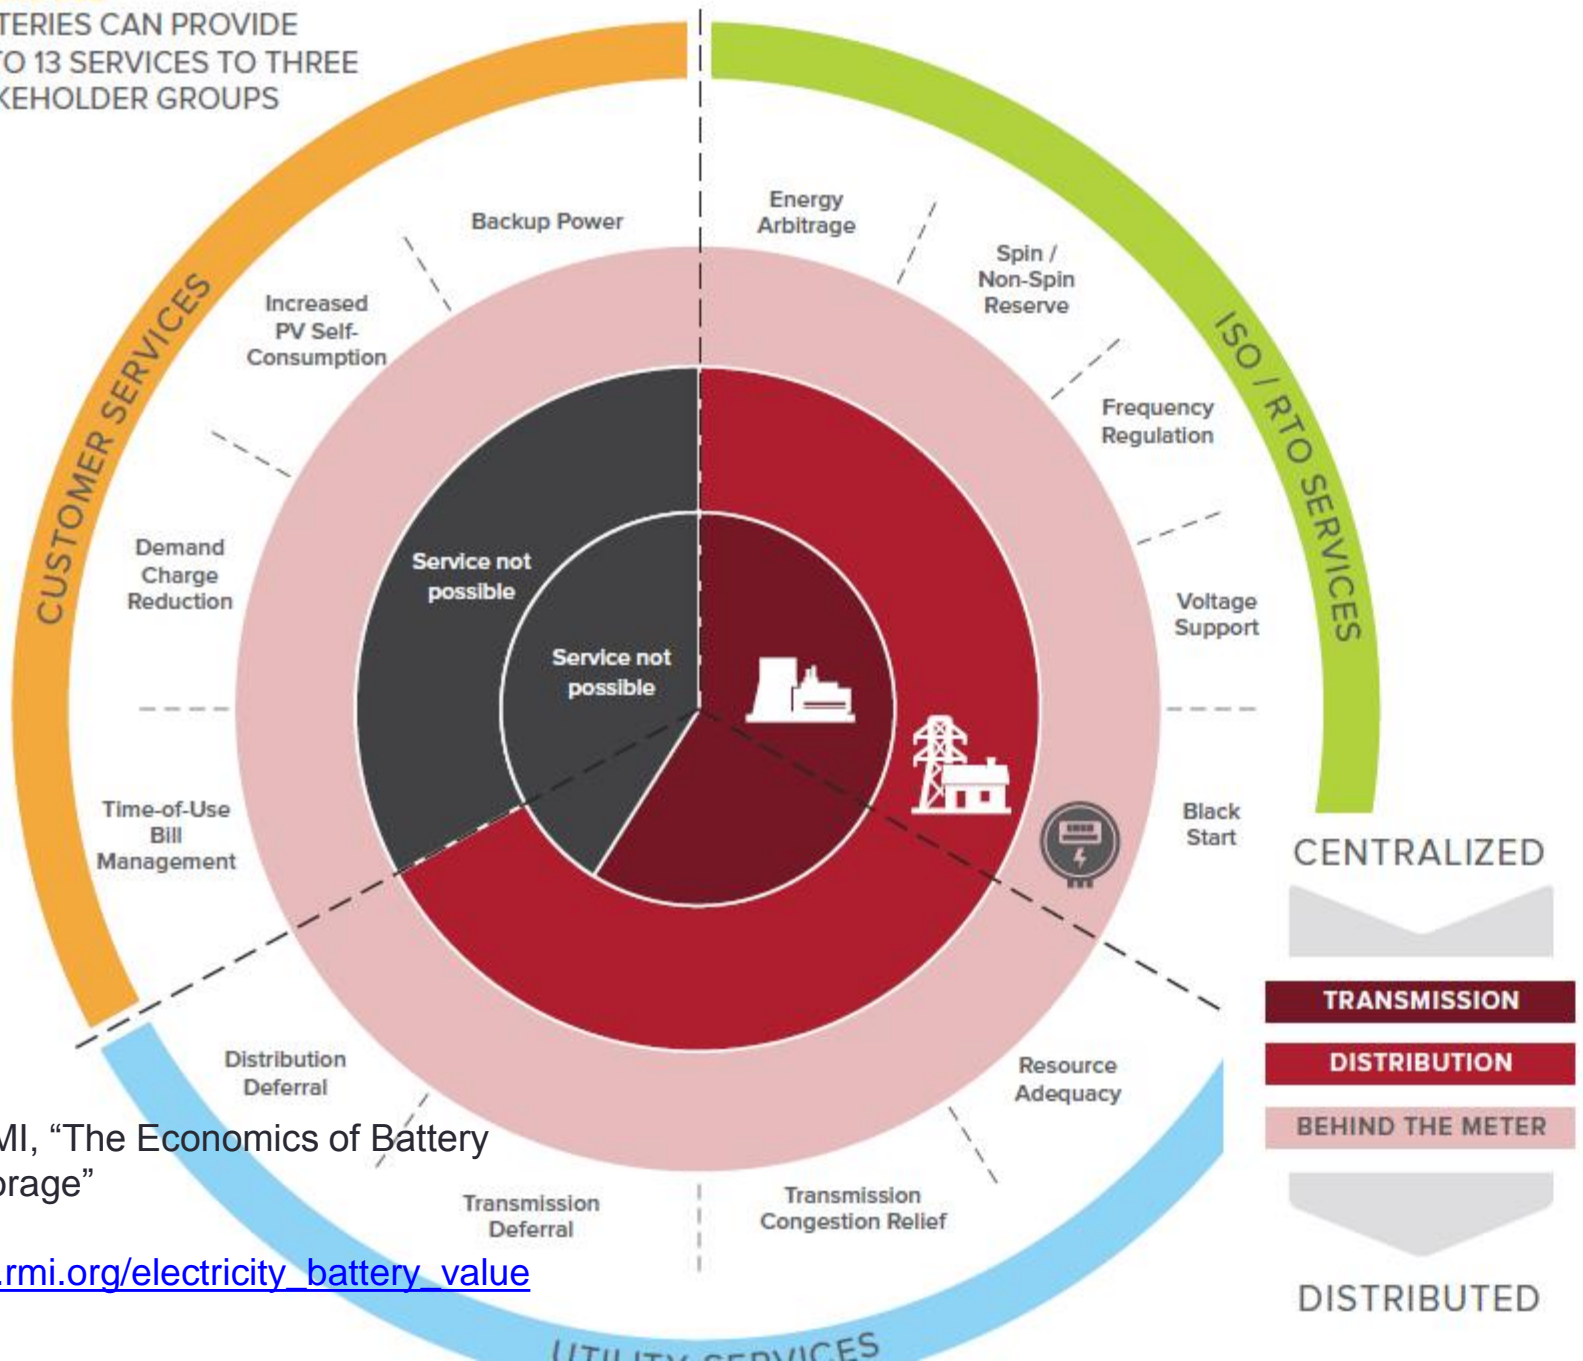 TERIES CAN PROVIDE
TO 13 SERVICES TO THREE
KEHOLDER GROUPS
CUSTOMER SERVICES
ISO / RTO SERVICES
UTILITY SERVICES
Backup Power
Increased
PV Self-
Consumption
Demand
Charge
Reduction
Time-of-Use
Bill
Management
Energy
Arbitrage
Spin /
Non-Spin
Reserve
Frequency
Regulation
Voltage
Support
Black
Start
Service not
possible
Service not
possible
Distribution
Deferral
Transmission
Deferral
Transmission
Congestion Relief
Resource
Adequacy
CENTRALIZED
TRANSMISSION
DISTRIBUTION
BEHIND THE METER
DISTRIBUTED
MI, “The Economics of Battery
orage”
.rmi.org/electricity_battery_value